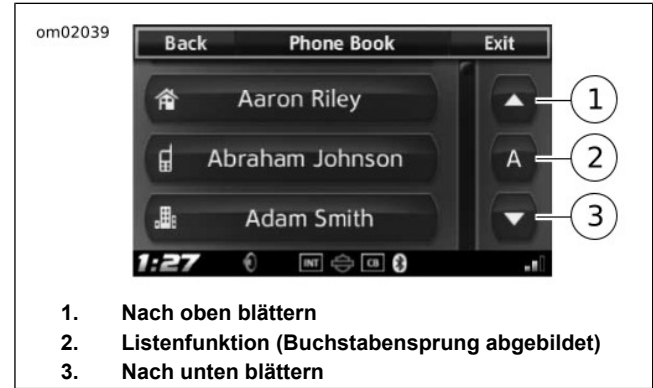 om02039
Back Phone Book Exit
Aaron Riley
1
Abraham Johnson
A
2
Adam Smith
3
1:27 INT CB
1. Nach oben blättern
2. Listenfunktion (Buchstabensprung abgebildet)
3. Nach unten blättern